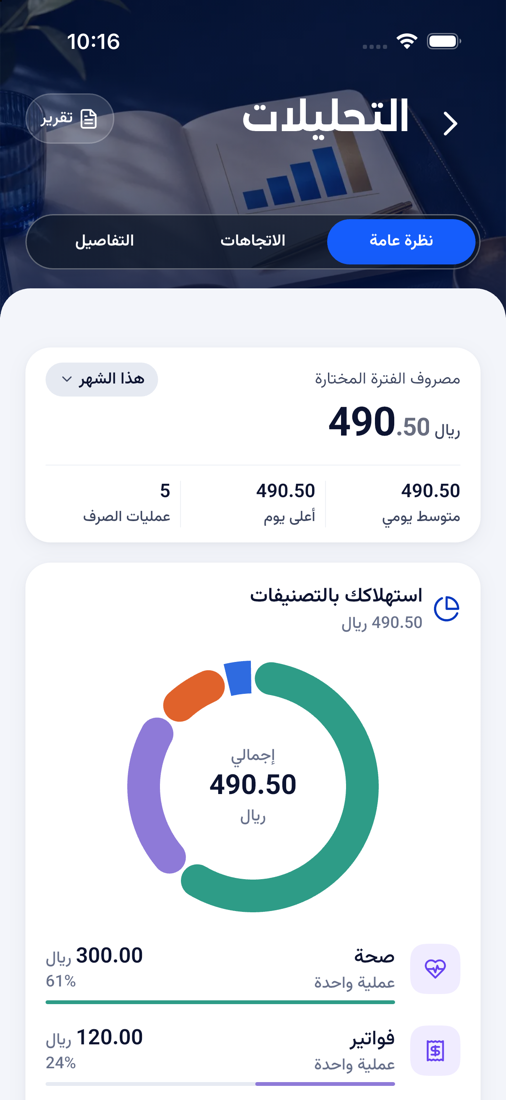 10:16
التحليلات
تقرير
نظرة عامة
الاتجاهات
التفاصيل
مصروف الفترة المختارة
هذا الشهر
490.50 ريال
490.50
متوسط يومي
490.50
أعلى يوم
5
عمليات الصرف
استهلاكك بالتصنيفات
490.50 ريال
إجمالي
490.50
ريال
صحة
300.00 ريال
عملية واحدة
61%
فواتير
120.00 ريال
عملية واحدة
24%